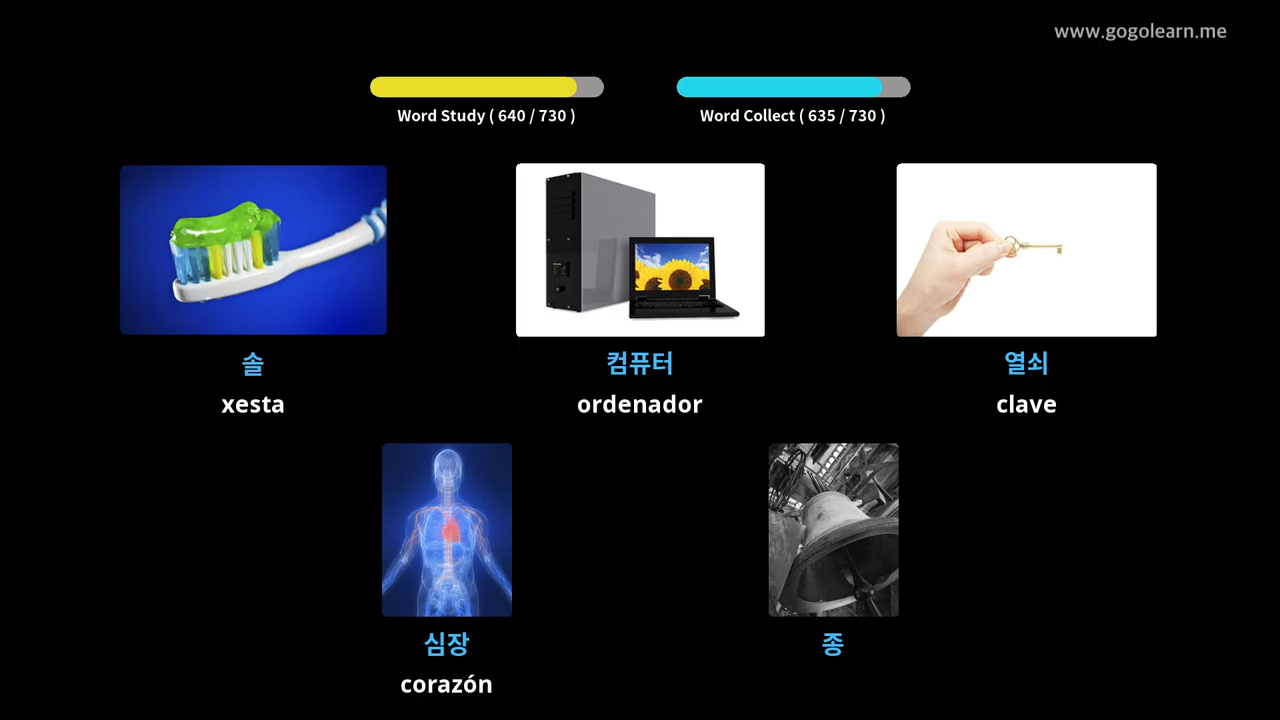 www.gogolearn.me
Word Study ( 640 / 730 )
Word Collect ( 635 / 730 )
솔
xesta
컴퓨터
ordenador
열쇠
clave
심장
corazón
종